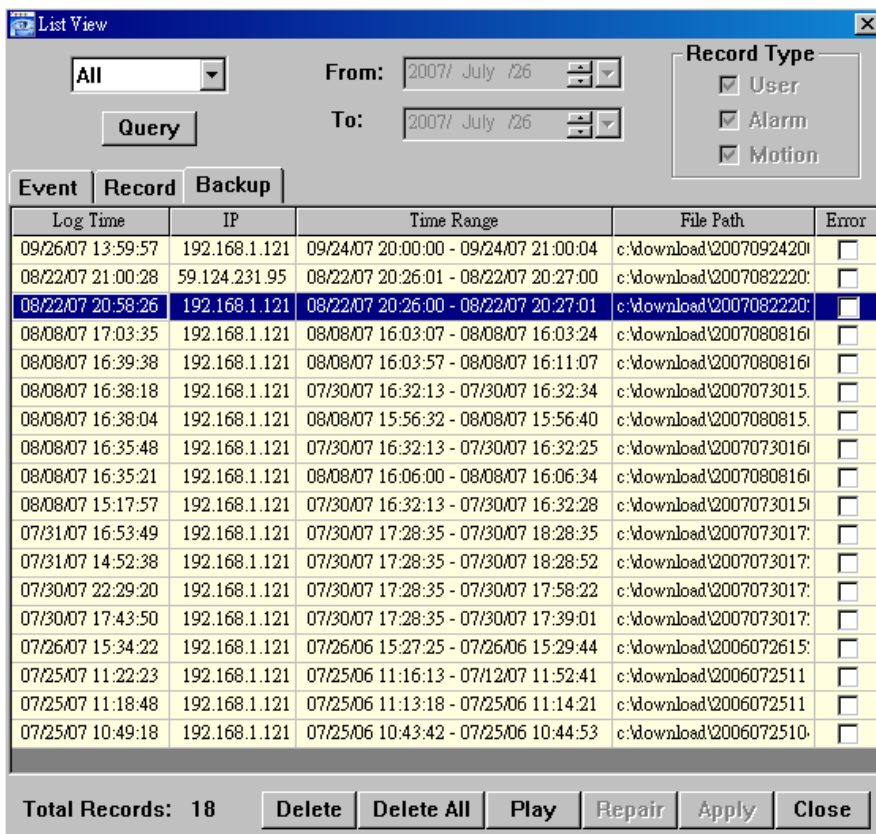 List View
All
From: 2007/ July /26
Record Type
User
Query
To: 2007/ July /26
Alarm
Motion
Event Record Backup
Log Time IP Time Range File Path Error
09/26/07 13:59:57 192.168.1.121 09/24/07 20:00:00 - 09/24/07 21:00:04 c:\download\2007092420
08/22/07 21:00:28 59.124.231.95 08/22/07 20:26:01 - 08/22/07 20:27:00 c:\download\200708222
08/22/07 20:58:26 192.168.1.121 08/22/07 20:26:00 - 08/22/07 20:27:01 c:\download\200708222
08/08/07 17:03:35 192.168.1.121 08/08/07 16:03:07 - 08/08/07 16:03:24 c:\download\2007080816
08/08/07 16:39:38 192.168.1.121 08/08/07 16:03:57 - 08/08/07 16:11:07 c:\download\2007080816
08/08/07 16:38:18 192.168.1.121 07/30/07 16:32:13 - 07/30/07 16:32:34 c:\download\2007073015
08/08/07 16:38:04 192.168.1.121 08/08/07 15:56:32 - 08/08/07 15:56:40 c:\download\2007080815
08/08/07 16:35:48 192.168.1.121 07/30/07 16:32:13 - 07/30/07 16:32:25 c:\download\2007073016
08/08/07 16:35:21 192.168.1.121 08/08/07 16:06:00 - 08/08/07 16:06:34 c:\download\2007080816
08/08/07 15:17:57 192.168.1.121 07/30/07 16:32:13 - 07/30/07 16:32:28 c:\download\2007073015
07/31/07 16:53:49 192.168.1.121 07/30/07 17:28:35 - 07/30/07 18:28:35 c:\download\2007073017
07/31/07 14:52:38 192.168.1.121 07/30/07 17:28:35 - 07/30/07 18:28:52 c:\download\2007073017
07/30/07 22:29:20 192.168.1.121 07/30/07 17:28:35 - 07/30/07 17:58:22 c:\download\2007073017
07/30/07 17:43:50 192.168.1.121 07/30/07 17:28:35 - 07/30/07 17:39:01 c:\download\2007073017
07/26/07 15:34:22 192.168.1.121 07/26/06 15:27:25 - 07/26/06 15:29:44 c:\download\2006072615
07/25/07 11:22:23 192.168.1.121 07/25/06 11:16:13 - 07/12/07 11:52:41 c:\download\2006072511
07/25/07 11:18:48 192.168.1.121 07/25/06 11:13:18 - 07/25/06 11:14:21 c:\download\2006072511
07/25/07 10:49:18 192.168.1.121 07/25/06 10:43:42 - 07/25/06 10:44:53 c:\download\2006072510
Total Records: 18 Delete Delete All Play Repair Apply Close